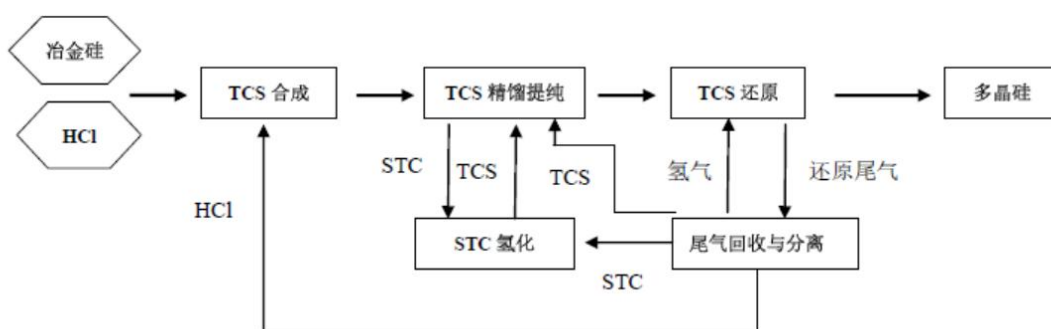 冶金硅
HCl
TCS 合成
TCS 精馏提纯
TCS 还原
多晶硅
STC
TCS
TCS
氢气
还原尾气
HCl
STC 氢化
尾气回收与分离
STC